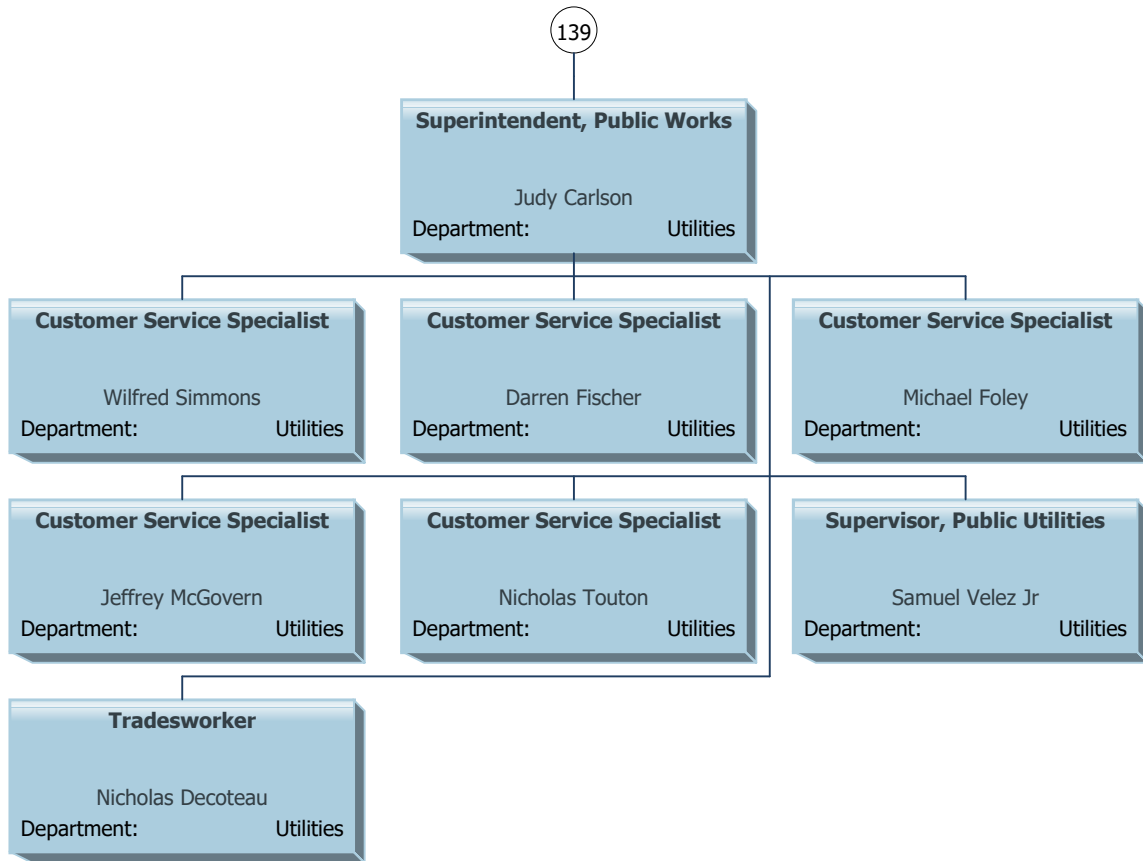 139
Superintendent, Public Works
Judy Carlson
Department: Utilities
Customer Service Specialist
Wilfred Simmons
Department: Utilities
Customer Service Specialist
Darren Fischer
Department: Utilities
Customer Service Specialist
Michael Foley
Department: Utilities
Customer Service Specialist
Jeffrey McGovern
Department: Utilities
Customer Service Specialist
Nicholas Touton
Department: Utilities
Supervisor, Public Utilities
Samuel Velez Jr
Department: Utilities
Tradesworker
Nicholas Decoteau
Department: Utilities